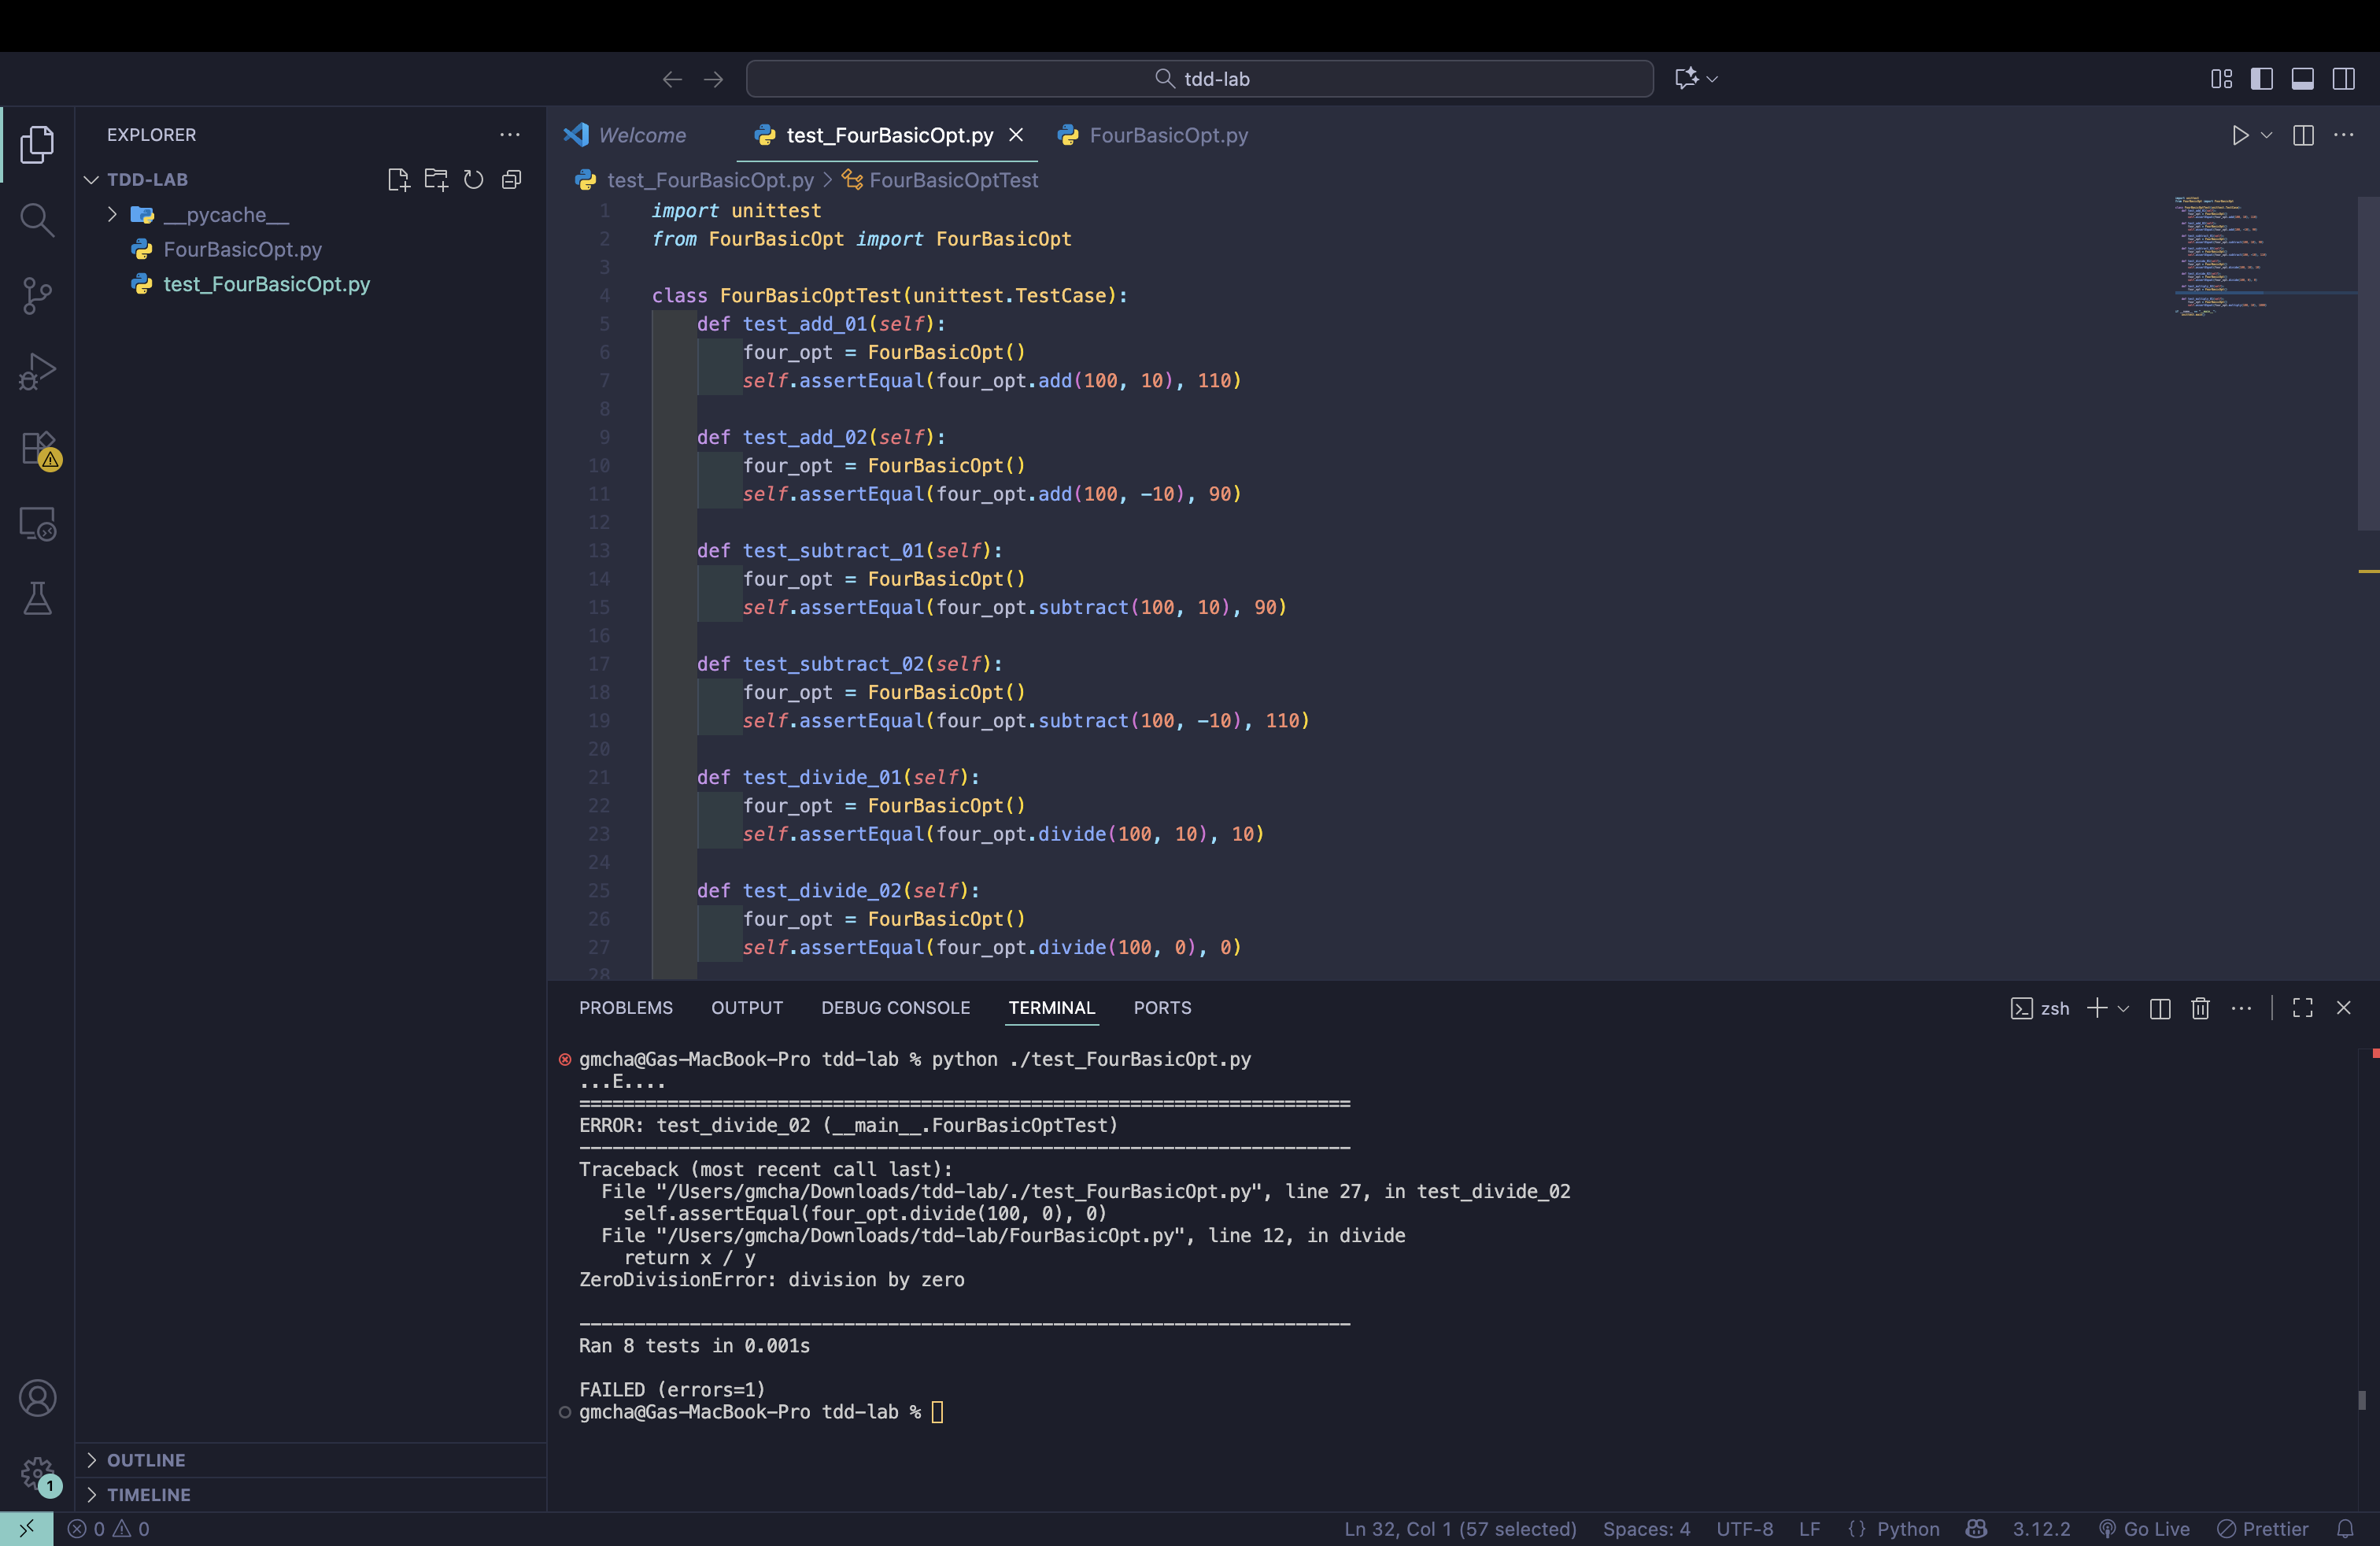 tdd-lab
EXPLORER
TDD-LAB
__pycache__
FourBasicOpt.py
test_FourBasicOpt.py
OUTLINE
TIMELINE
Welcome
test_FourBasicOpt.py
FourBasicOpt.py
test_FourBasicOpt.py > FourBasicOptTest
1 import unittest
2 from FourBasicOpt import FourBasicOpt
3
4 class FourBasicOptTest(unittest.TestCase):
5 def test_add_01(self):
6 four_opt = FourBasicOpt()
7 self.assertEqual(four_opt.add(100, 10), 110)
8
9 def test_add_02(self):
10 four_opt = FourBasicOpt()
11 self.assertEqual(four_opt.add(100, -10), 90)
12
13 def test_subtract_01(self):
14 four_opt = FourBasicOpt()
15 self.assertEqual(four_opt.subtract(100, 10), 90)
16
17 def test_subtract_02(self):
18 four_opt = FourBasicOpt()
19 self.assertEqual(four_opt.subtract(100, -10), 110)
20
21 def test_divide_01(self):
22 four_opt = FourBasicOpt()
23 self.assertEqual(four_opt.divide(100, 10), 10)
24
25 def test_divide_02(self):
26 four_opt = FourBasicOpt()
27 self.assertEqual(four_opt.divide(100, 0), 0)
28
PROBLEMS OUTPUT DEBUG CONSOLE TERMINAL PORTS
zsh
gmcha@Gas-MacBook-Pro tdd-lab % python ./test_FourBasicOpt.py
...E....
======================================================================
ERROR: test_divide_02 (__main__.FourBasicOptTest)
----------------------------------------------------------------------
Traceback (most recent call last):
File "/Users/gmcha/Downloads/tdd-lab/./test_FourBasicOpt.py", line 27, in test_divide_02
self.assertEqual(four_opt.divide(100, 0), 0)
File "/Users/gmcha/Downloads/tdd-lab/FourBasicOpt.py", line 12, in divide
return x / y
ZeroDivisionError: division by zero
----------------------------------------------------------------------
Ran 8 tests in 0.001s
FAILED (errors=1)
gmcha@Gas-MacBook-Pro tdd-lab %
1
0 0
Ln 32, Col 1 (57 selected) Spaces: 4 UTF-8 LF {} Python 3.12.2 Go Live Prettier